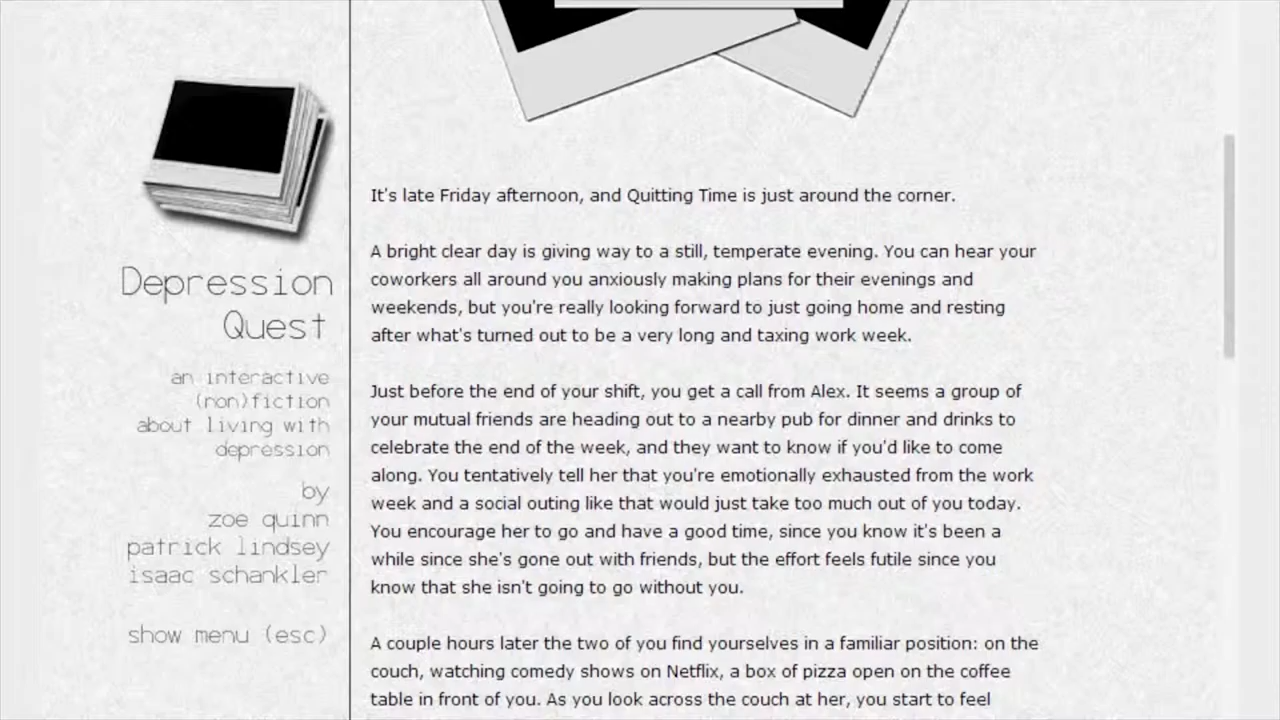 Depression
Quest
an interactive
(non)fiction
about living with
depression
by
zoe quinn
patrick lindsey
isaac schankler
show menu (esc)
It's late Friday afternoon, and Quitting Time is just around the corner.
A bright clear day is giving way to a still, temperate evening. You can hear your
coworkers all around you anxiously making plans for their evenings and
weekends, but you're really looking forward to just going home and resting
after what's turned out to be a very long and taxing work week.
Just before the end of your shift, you get a call from Alex. It seems a group of
your mutual friends are heading out to a nearby pub for dinner and drinks to
celebrate the end of the week, and they want to know if you'd like to come
along. You tentatively tell her that you're emotionally exhausted from the work
week and a social outing like that would just take too much out of you today.
You encourage her to go and have a good time, since you know it's been a
while since she's gone out with friends, but the effort feels futile since you
know that she isn't going to go without you.
A couple hours later the two of you find yourselves in a familiar position: on the
couch, watching comedy shows on Netflix, a box of pizza open on the coffee
table in front of you. As you look across the couch at her, you start to feel